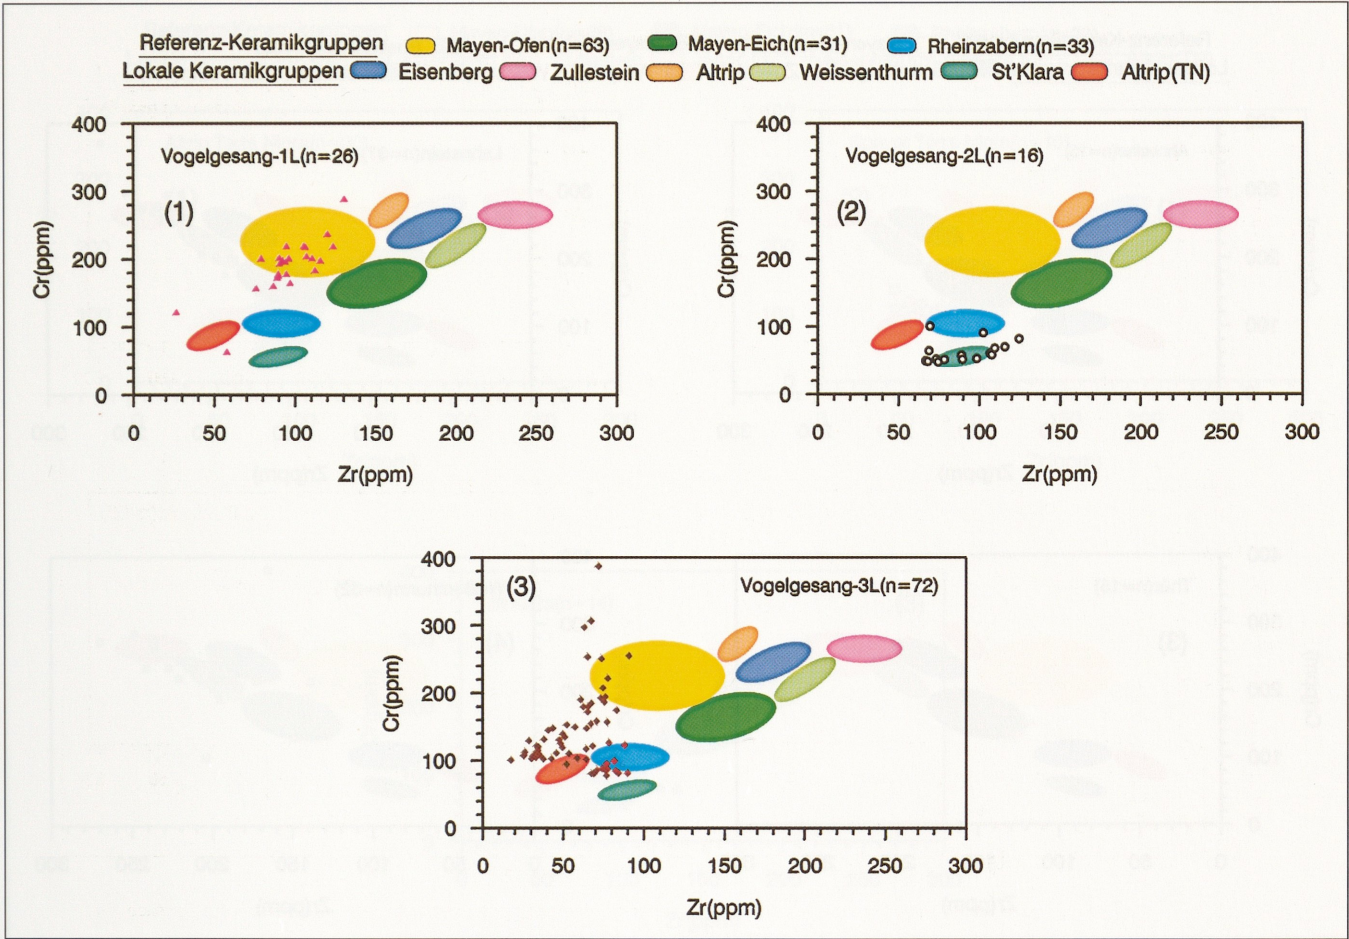 Referenz-Keramikgruppen Mayen-Ofen(n=63) Mayen-Eich(n=31) Rheinzabern(n=33)
Lokale Keramikgruppen Eisenberg Zullestein Altrip Weissenthurm St'Klara Altrip(TN)
Vogelgesang-1L(n=26)
(1)
Cr(ppm)
400
300
200
100
0
0 50 100 150 200 250 300
Zr(ppm)
Vogelgesang-2L(n=16)
(2)
Cr(ppm)
400
300
200
100
0
0 50 100 150 200 250 300
Zr(ppm)
(3) Vogelgesang-3L(n=72)
Cr(ppm)
400
300
200
100
0
0 50 100 150 200 250 300
Zr(ppm)